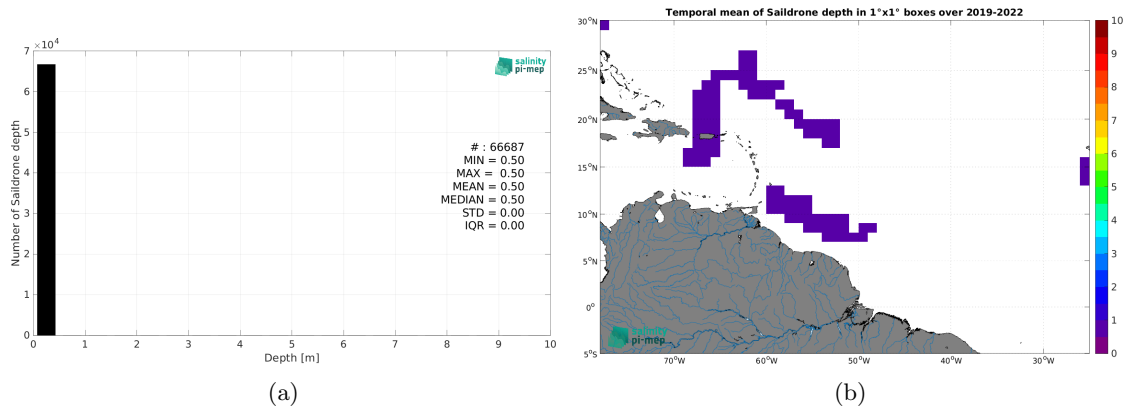 ×10⁴
7
6
5
4
3
2
1
0
Number of Saildrone depth
0 1 2 3 4 5 6 7 8 9 10
Depth [m]
salinity
pi-mep
# : 66687
MIN = 0.50
MAX = 0.50
MEAN = 0.50
MEDIAN = 0.50
STD = 0.00
IQR = 0.00
(a)
Temporal mean of Saildrone depth in 1°x1° boxes over 2019-2022
30°N
25°N
20°N
15°N
10°N
5°N
0°
5°S
70°W 60°W 50°W 40°W 30°W
salinity
pi-mep
10
9
8
7
6
5
4
3
2
1
0
(b)